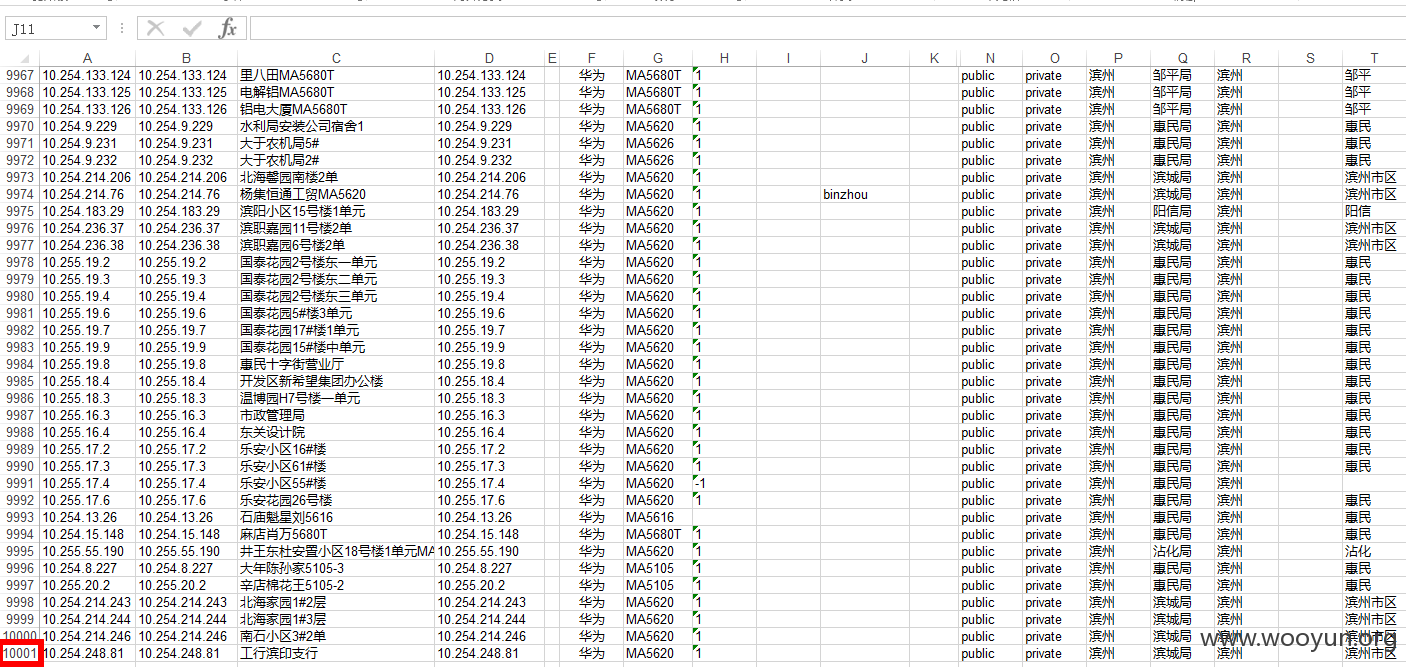 J11 fx
A B C D E F G H I J K N O P Q R S T
9967 10.254.133.124 10.254.133.124 里八田MA5680T 10.254.133.124 华为 MA5680T 1 public private 滨州 邹平局 滨州 邹平
9968 10.254.133.125 10.254.133.125 电解铝MA5680T 10.254.133.125 华为 MA5680T 1 public private 滨州 邹平局 滨州 邹平
9969 10.254.133.126 10.254.133.126 铝电大厦MA5680T 10.254.133.126 华为 MA5680T 1 public private 滨州 邹平局 滨州 邹平
9970 10.254.9.229 10.254.9.229 水利局安装公司宿舍1 10.254.9.229 华为 MA5620 1 public private 滨州 惠民局 滨州 惠民
9971 10.254.9.231 10.254.9.231 大于农机局5# 10.254.9.231 华为 MA5626 1 public private 滨州 惠民局 滨州 惠民
9972 10.254.9.232 10.254.9.232 大于农机局2# 10.254.9.232 华为 MA5626 1 public private 滨州 惠民局 滨州 惠民
9973 10.254.214.206 10.254.214.206 北海馨园南楼2单 10.254.214.206 华为 MA5620 1 public private 滨州 滨城局 滨州 滨州市区
9974 10.254.214.76 10.254.214.76 杨集恒通工贸MA5620 10.254.214.76 华为 MA5620 1 binzhou public private 滨州 滨城局 滨州 滨州市区
9975 10.254.183.29 10.254.183.29 滨阳小区15号楼1单元 10.254.183.29 华为 MA5620 1 public private 滨州 阳信局 滨州 阳信
9976 10.254.236.37 10.254.236.37 滨职嘉园11号楼2单 10.254.236.37 华为 MA5620 1 public private 滨州 滨城局 滨州 滨州市区
9977 10.254.236.38 10.254.236.38 滨职嘉园6号楼2单 10.254.236.38 华为 MA5620 1 public private 滨州 滨城局 滨州 滨州市区
9978 10.255.19.2 10.255.19.2 国泰花园2号楼东一单元 10.255.19.2 华为 MA5620 1 public private 滨州 惠民局 滨州 惠民
9979 10.255.19.3 10.255.19.3 国泰花园2号楼东二单元 10.255.19.3 华为 MA5620 1 public private 滨州 惠民局 滨州 惠民
9980 10.255.19.4 10.255.19.4 国泰花园2号楼东三单元 10.255.19.4 华为 MA5620 1 public private 滨州 惠民局 滨州 惠民
9981 10.255.19.6 10.255.19.6 国泰花园5#楼3单元 10.255.19.6 华为 MA5620 1 public private 滨州 惠民局 滨州 惠民
9982 10.255.19.7 10.255.19.7 国泰花园17#楼1单元 10.255.19.7 华为 MA5620 1 public private 滨州 惠民局 滨州 惠民
9983 10.255.19.9 10.255.19.9 国泰花园15#楼中单元 10.255.19.9 华为 MA5620 1 public private 滨州 惠民局 滨州 惠民
9984 10.255.19.8 10.255.19.8 惠民十字街营业厅 10.255.19.8 华为 MA5620 1 public private 滨州 惠民局 滨州 惠民
9985 10.255.18.4 10.255.18.4 开发区新希望集团办公楼 10.255.18.4 华为 MA5620 1 public private 滨州 惠民局 滨州 惠民
9986 10.255.18.3 10.255.18.3 温博园H7号楼一单元 10.255.18.3 华为 MA5620 1 public private 滨州 惠民局 滨州 惠民
9987 10.255.16.3 10.255.16.3 市政管理局 10.255.16.3 华为 MA5620 1 public private 滨州 惠民局 滨州 惠民
9988 10.255.16.4 10.255.16.4 东关设计院 10.255.16.4 华为 MA5620 1 public private 滨州 惠民局 滨州 惠民
9989 10.255.17.2 10.255.17.2 乐安小区16#楼 10.255.17.2 华为 MA5620 1 public private 滨州 惠民局 滨州 惠民
9990 10.255.17.3 10.255.17.3 乐安小区61#楼 10.255.17.3 华为 MA5620 1 public private 滨州 惠民局 滨州 惠民
9991 10.255.17.4 10.255.17.4 乐安小区55#楼 10.255.17.4 华为 MA5620 -1 public private 滨州 惠民局 滨州
9992 10.255.17.6 10.255.17.6 乐安花园26号楼 10.255.17.6 华为 MA5620 1 public private 滨州 惠民局 滨州 惠民
9993 10.254.13.26 10.254.13.26 石庙魁星刘5616 10.254.13.26 华为 MA5616 public private 滨州 惠民局 滨州 惠民
9994 10.254.15.148 10.254.15.148 麻店肖万5680T 10.254.15.148 华为 MA5680T 1 public private 滨州 惠民局 滨州 惠民
9995 10.255.55.190 10.255.55.190 井王东杜安置小区18号楼1单元MA 10.255.55.190 华为 MA5620 1 public private 滨州 沾化局 滨州 沾化
9996 10.254.8.227 10.254.8.227 大年陈孙家5105-3 10.254.8.227 华为 MA5105 1 public private 滨州 惠民局 滨州 惠民
9997 10.255.20.2 10.255.20.2 辛店棉花王5105-2 10.255.20.2 华为 MA5105 1 public private 滨州 惠民局 滨州 惠民
9998 10.254.214.243 10.254.214.243 北海家园1#2层 10.254.214.243 华为 MA5620 1 public private 滨州 滨城局 滨州 滨州市区
9999 10.254.214.244 10.254.214.244 北海家园1#3层 10.254.214.244 华为 MA5620 1 public private 滨州 滨城局 滨州 滨州市区
10000 10.254.214.246 10.254.214.246 南石小区3#2单 10.254.214.246 华为 MA5620 1 public private 滨州 滨城局 滨州 滨州市区
10001 10.254.248.81 10.254.248.81 工行滨印支行 10.254.248.81 华为 MA5620 1 public private 滨州 滨城局 滨州 滨州市区
www.wooyun.org